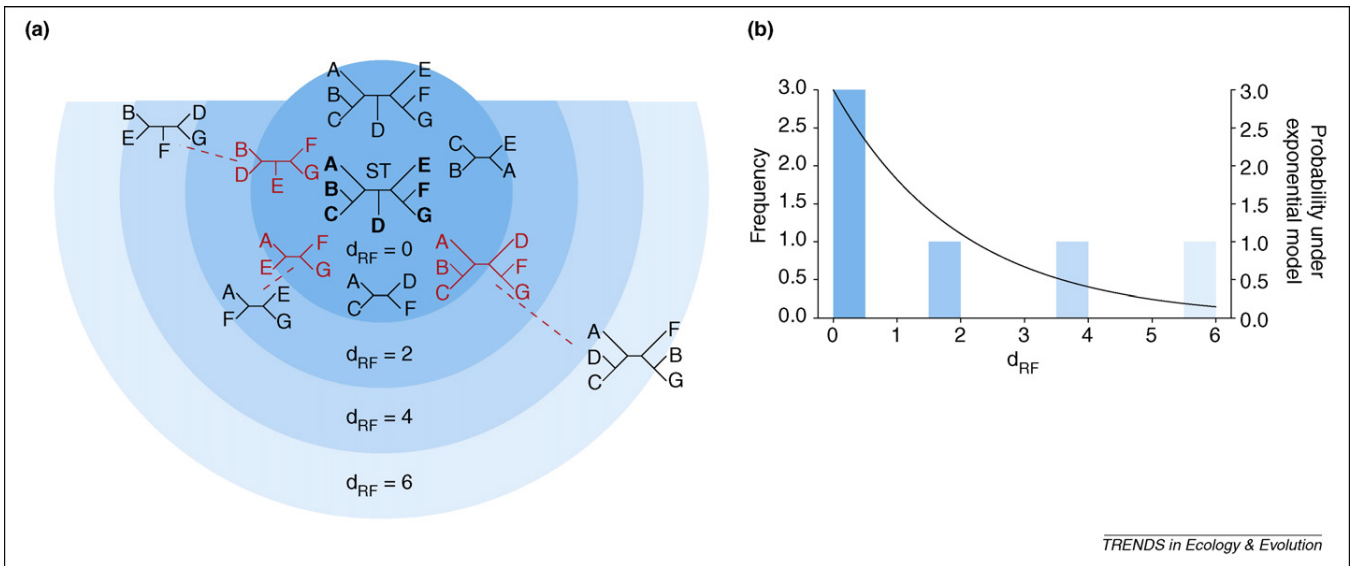 (a)
A E
B F
C G
D
B D
E G
F
B F
D G
E
ST
A E
B F
C G
D
C E
B A
d_RF = 0
A F
E G
A D
C F
A D
B F
C G
A E
F G
A F
D B
C G
d_RF = 2
d_RF = 4
d_RF = 6
(b)
3.0
2.5
2.0
1.5
1.0
0.5
0.0
Frequency
0 1 2 3 4 5 6
d_RF
3.0
2.5
2.0
1.5
1.0
0.5
0.0
Probability under
exponential model
TRENDS in Ecology & Evolution